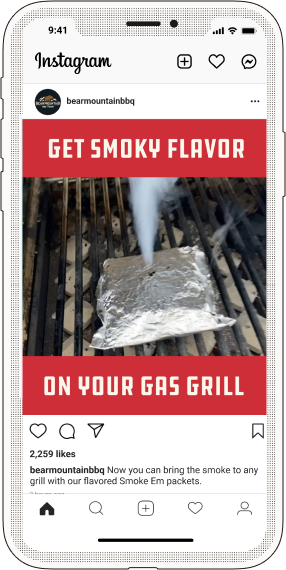 9:41
Instagram
bearmountainbbq
GET SMOKY FLAVOR
ON YOUR GAS GRILL
2,259 likes
bearmountainbbq Now you can bring the smoke to any
grill with our flavored Smoke Em packets.